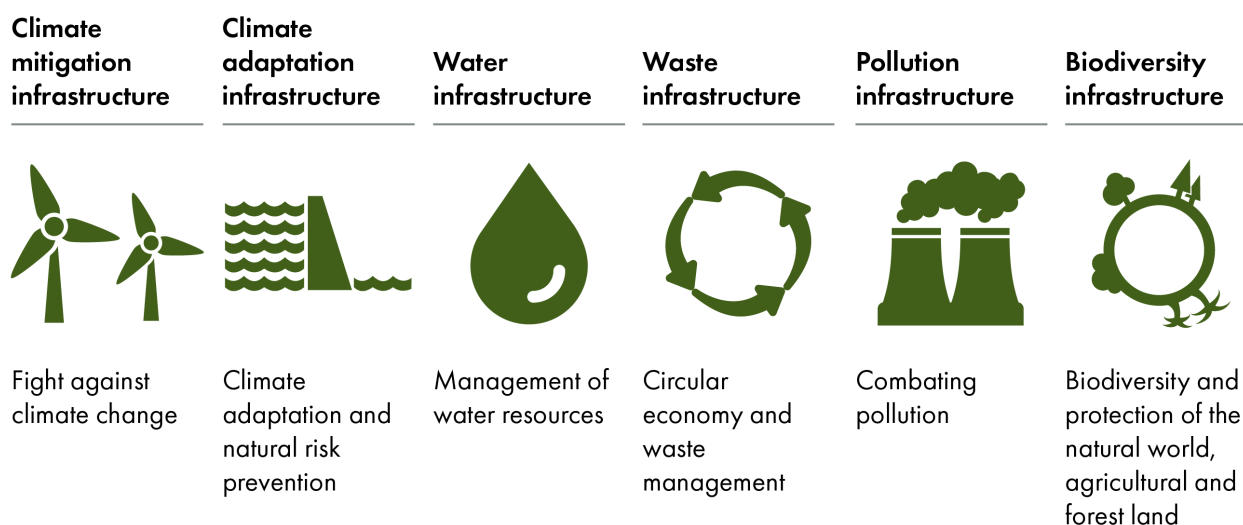 Climate
mitigation
infrastructure
Climate
adaptation
infrastructure
Water
infrastructure
Waste
infrastructure
Pollution
infrastructure
Biodiversity
infrastructure
Fight against
climate change
Climate
adaptation and
natural risk
prevention
Management of
water resources
Circular
economy and
waste
management
Combating
pollution
Biodiversity and
protection of the
natural world,
agricultural and
forest land